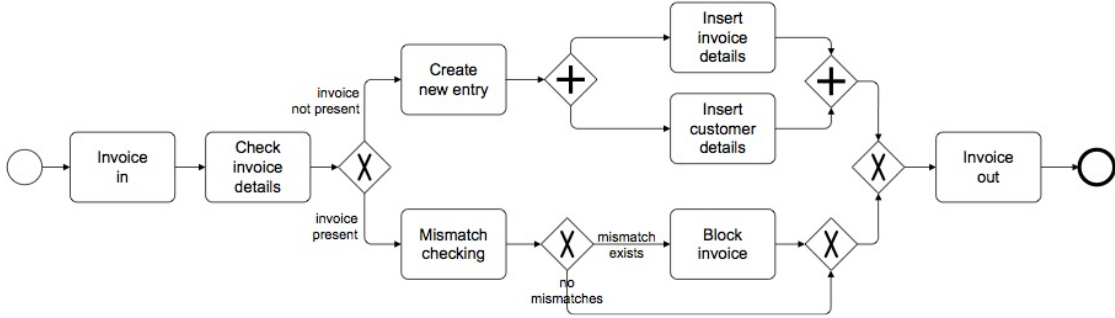 Invoice
in
Check
invoice
details
invoice
not present
Create
new entry
Insert
invoice
details
Insert
customer
details
invoice
present
Mismatch
checking
mismatch
exists
no
mismatches
Block
invoice
Invoice
out